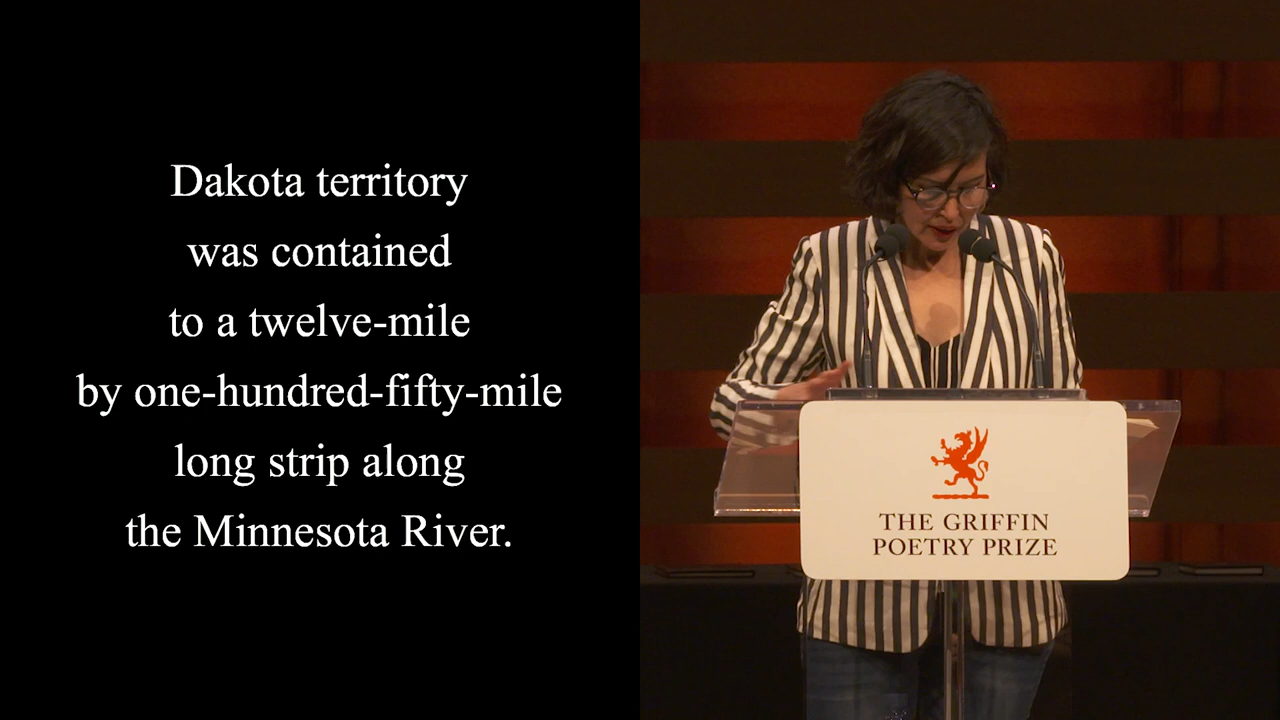 Dakota territory
was contained
to a twelve-mile
by one-hundred-fifty-mile
long strip along
the Minnesota River.
THE GRIFFIN
POETRY PRIZE